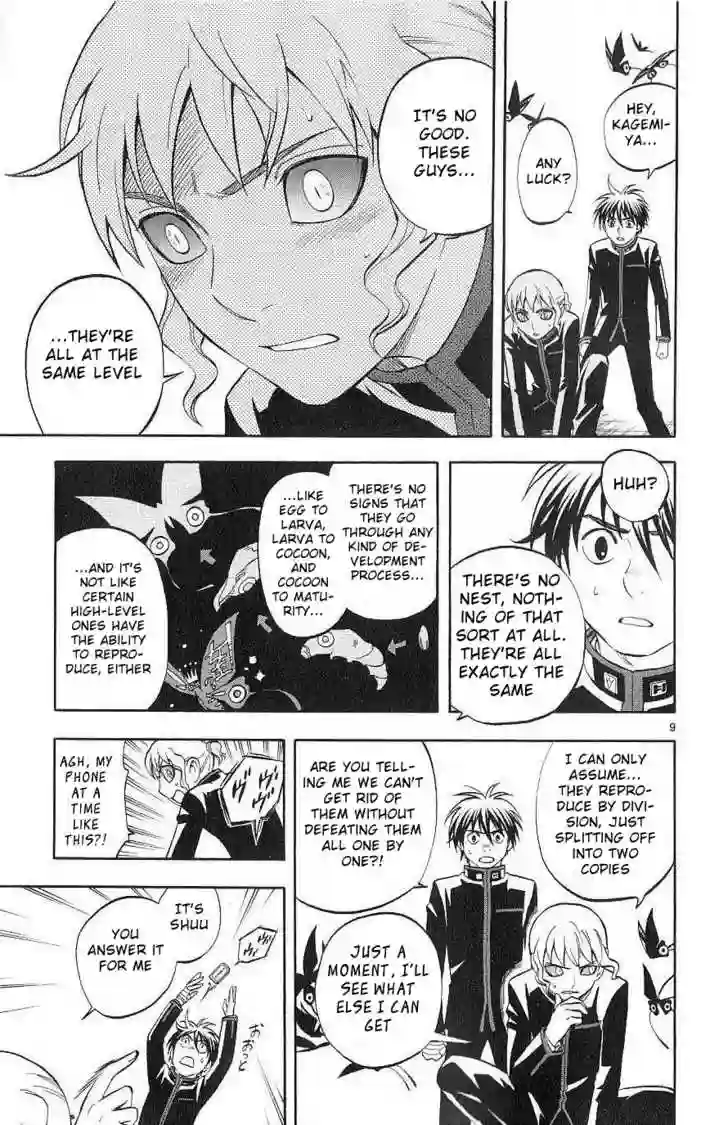 HEY,
KAGEMI-
YA...
ANY
LUCK?
IT'S NO
GOOD.
THESE
GUYS...
...THEY'RE
ALL AT THE
SAME LEVEL
HUH?
THERE'S NO
NEST, NOTH-
ING OF THAT
SORT AT ALL.
THEY'RE ALL
EXACTLY THE
SAME
THERE'S NO
SIGNS THAT
THEY GO
THROUGH ANY
KIND OF DE-
VELOPMENT
PROCESS...
...LIKE
EGG TO
LARVA,
LARVA TO
COCOON,
AND
COCOON
TO MATU-
RITY...
...AND IT'S
NOT LIKE
CERTAIN
HIGH-LEVEL
ONES HAVE
THE ABILITY
TO REPRO-
DUCE, EITHER
9
I CAN ONLY
ASSUME...
THEY REPRO-
DUCE BY DIVI-
SION, JUST
SPLITTING OFF
INTO TWO
COPIES
ARE YOU TELL-
ING ME WE CAN'T
GET RID OF
THEM WITHOUT
DEFEATING THEM
ALL ONE BY
ONE?!
JUST A
MOMENT, I'LL
SEE WHAT
ELSE I CAN
GET
AGH, MY
PHONE
AT A
TIME
LIKE
THIS?!
IT'S
SHUU
YOU
ANSWER IT
FOR ME
おおっと